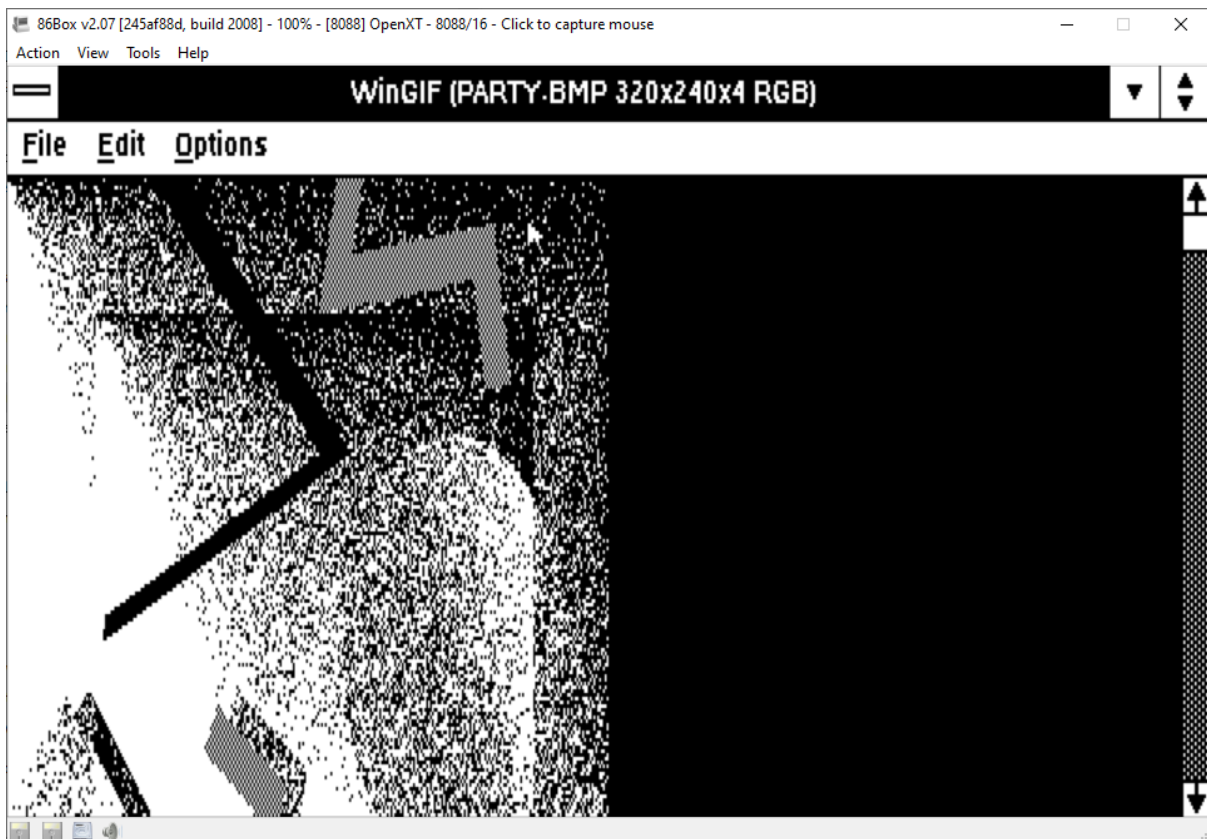 86Box v2.07 [245af88d, build 2008] - 100% - [8088] OpenXT - 8088/16 - Click to capture mouse
Action View Tools Help
WinGIF (PARTY.BMP 320x240x4 RGB)
File Edit Options